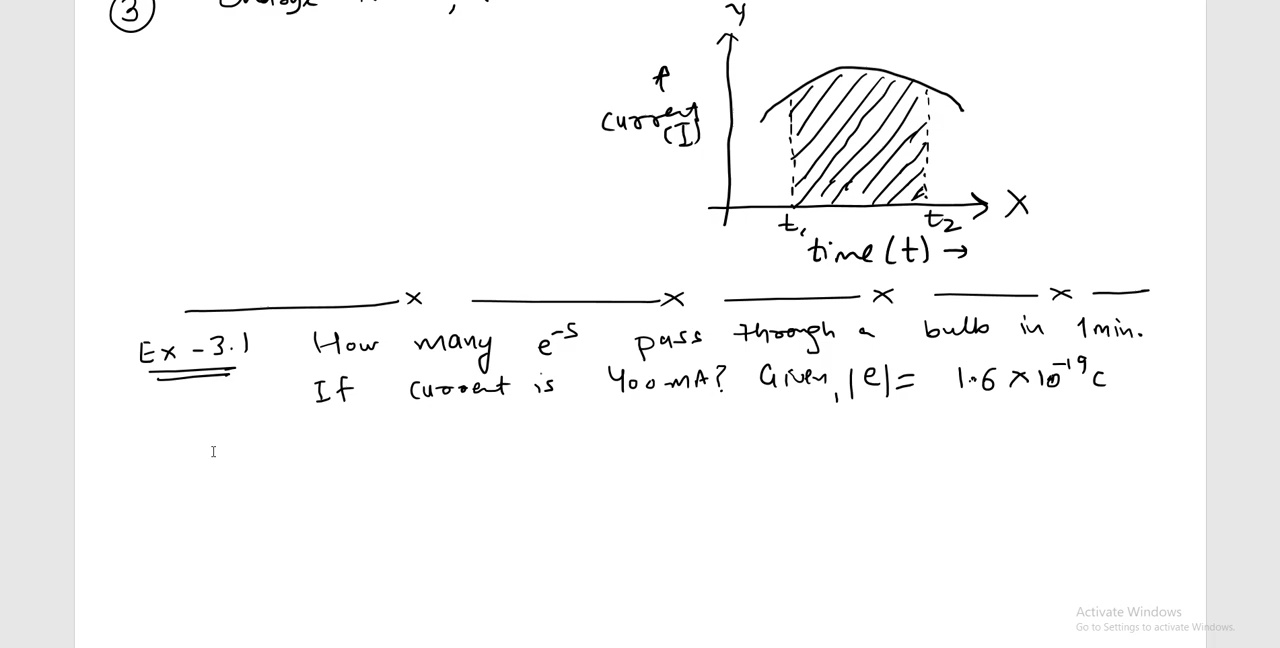 3
Y
↑
current
(I)
X
t₁ t₂
time (t) →
x x x x
Ex - 3.1 How many e⁻s pass through a bulb in 1 min.
If current is 400 mA? Given, |e| = 1.6 × 10⁻¹⁹ C
Activate Windows
Go to Settings to activate Windows.